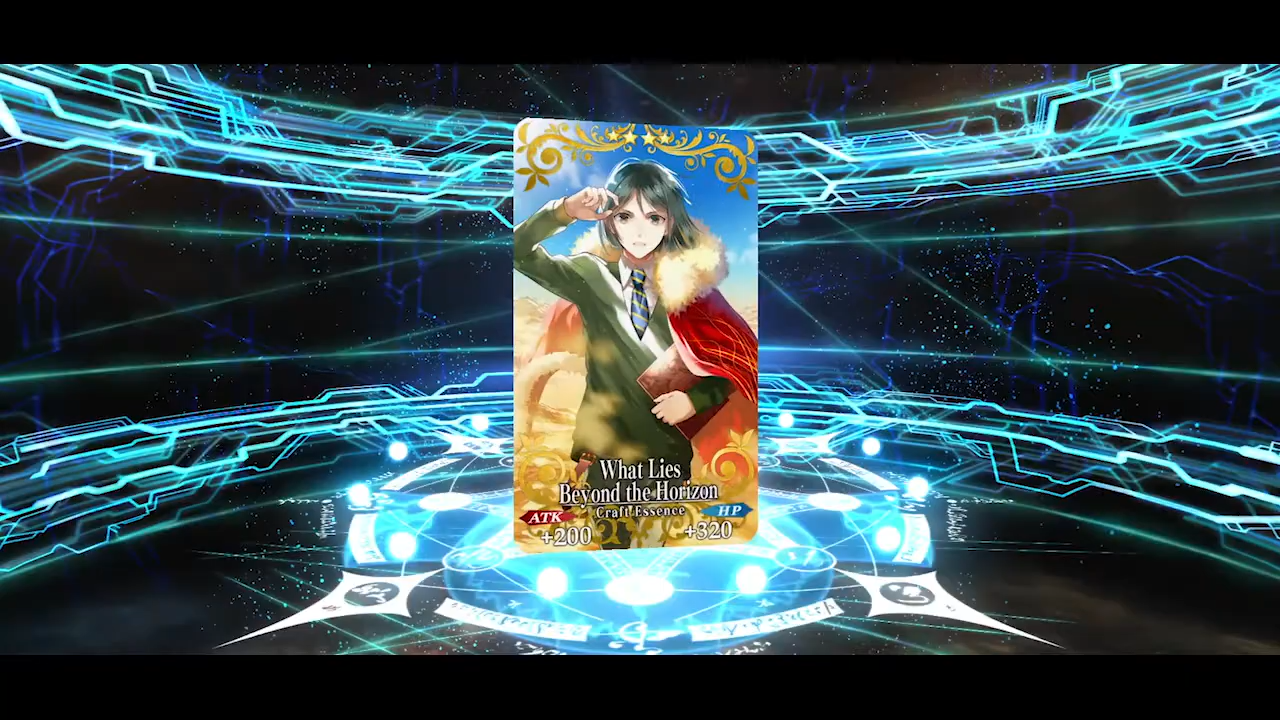 What Lies
Beyond the Horizon
Craft Essence
ATK
HP
+200
+320